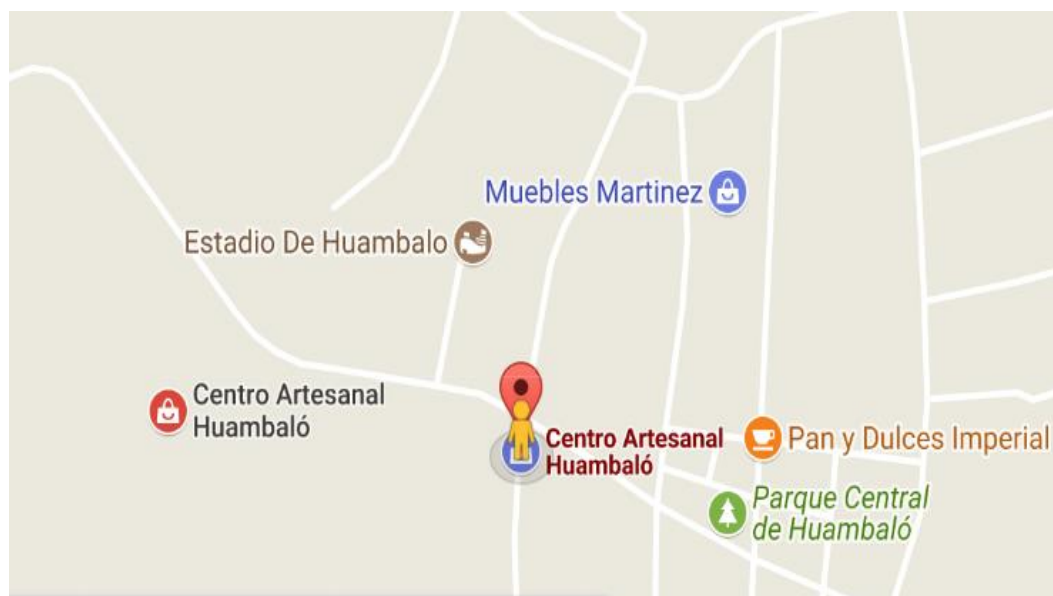 Muebles Martinez
Estadio De Huambalo
Centro Artesanal
Huambaló
Centro Artesanal
Huambaló
Pan y Dulces Imperial
Parque Central
de Huambaló